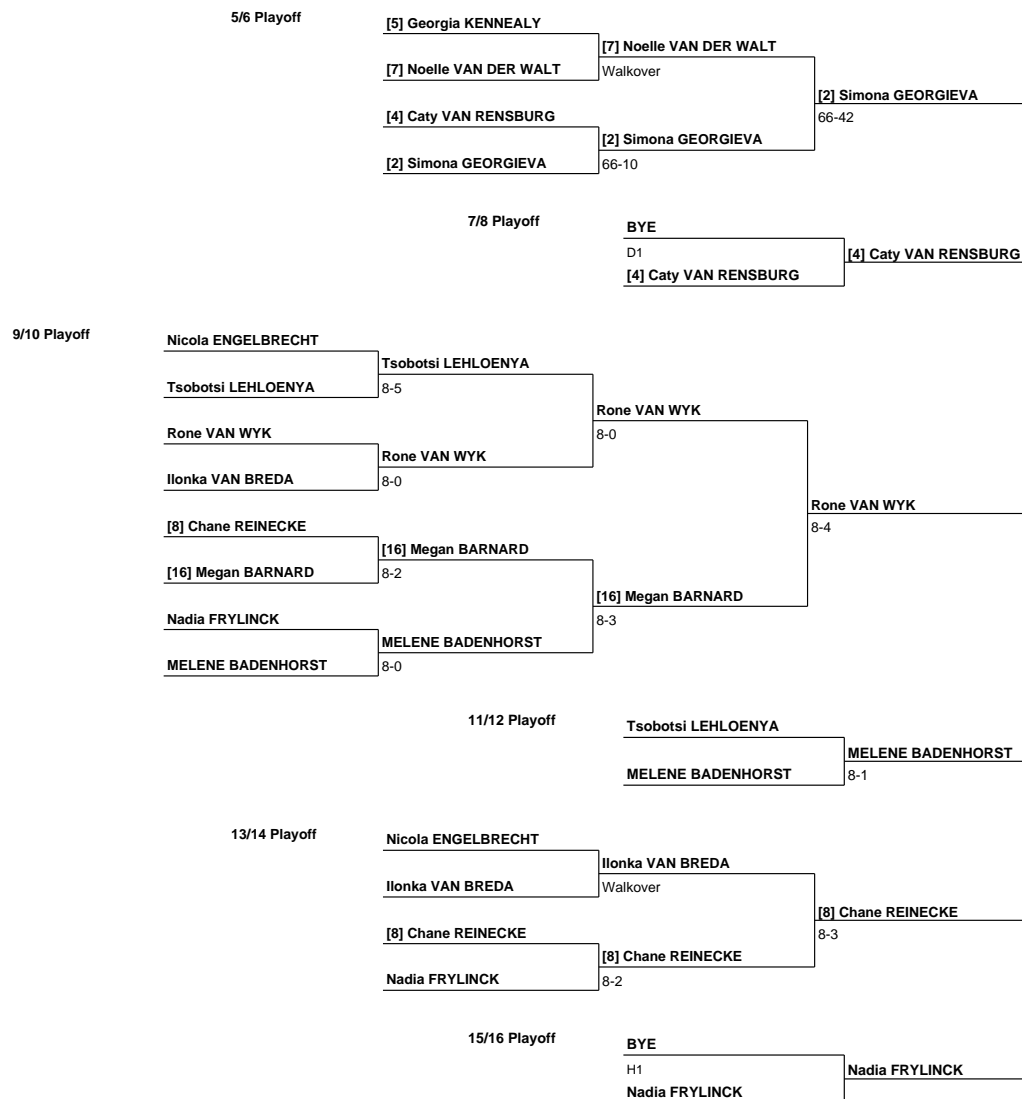 5/6 Playoff
[5] Georgia KENNEALY
[7] Noelle VAN DER WALT
[7] Noelle VAN DER WALT
Walkover
[2] Simona GEORGIEVA
66-42
[4] Caty VAN RENSBURG
[2] Simona GEORGIEVA
[2] Simona GEORGIEVA
66-10
7/8 Playoff
BYE
D1
[4] Caty VAN RENSBURG
[4] Caty VAN RENSBURG
9/10 Playoff
Nicola ENGELBRECHT
Tsobotsi LEHLOENYA
Tsobotsi LEHLOENYA
8-5
Rone VAN WYK
8-0
Rone VAN WYK
Rone VAN WYK
Ilonka VAN BREDA
8-0
Rone VAN WYK
8-4
[8] Chane REINECKE
[16] Megan BARNARD
[16] Megan BARNARD
8-2
[16] Megan BARNARD
8-3
Nadia FRYLINCK
MELENE BADENHORST
MELENE BADENHORST
8-0
11/12 Playoff
Tsobotsi LEHLOENYA
MELENE BADENHORST
MELENE BADENHORST
8-1
13/14 Playoff
Nicola ENGELBRECHT
Ilonka VAN BREDA
Ilonka VAN BREDA
Walkover
[8] Chane REINECKE
8-3
[8] Chane REINECKE
[8] Chane REINECKE
Nadia FRYLINCK
8-2
15/16 Playoff
BYE
H1
Nadia FRYLINCK
Nadia FRYLINCK